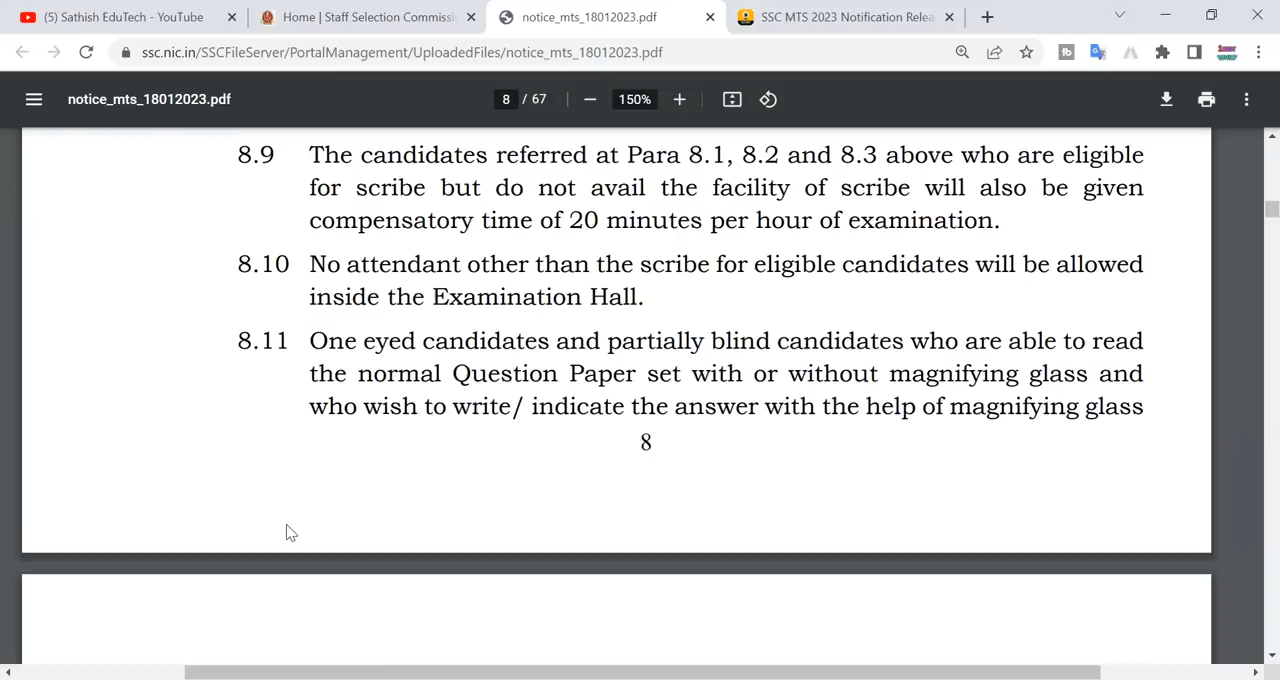 (5) Sathish EduTech - YouTube
Home | Staff Selection Commissi
notice_mts_18012023.pdf
SSC MTS 2023 Notification Relea
ssc.nic.in/SSCFileServer/PortalManagement/UploadedFiles/notice_mts_18012023.pdf
notice_mts_18012023.pdf
8 / 67
150%
8.9 The candidates referred at Para 8.1, 8.2 and 8.3 above who are eligible
for scribe but do not avail the facility of scribe will also be given
compensatory time of 20 minutes per hour of examination.
8.10 No attendant other than the scribe for eligible candidates will be allowed
inside the Examination Hall.
8.11 One eyed candidates and partially blind candidates who are able to read
the normal Question Paper set with or without magnifying glass and
who wish to write/ indicate the answer with the help of magnifying glass
8